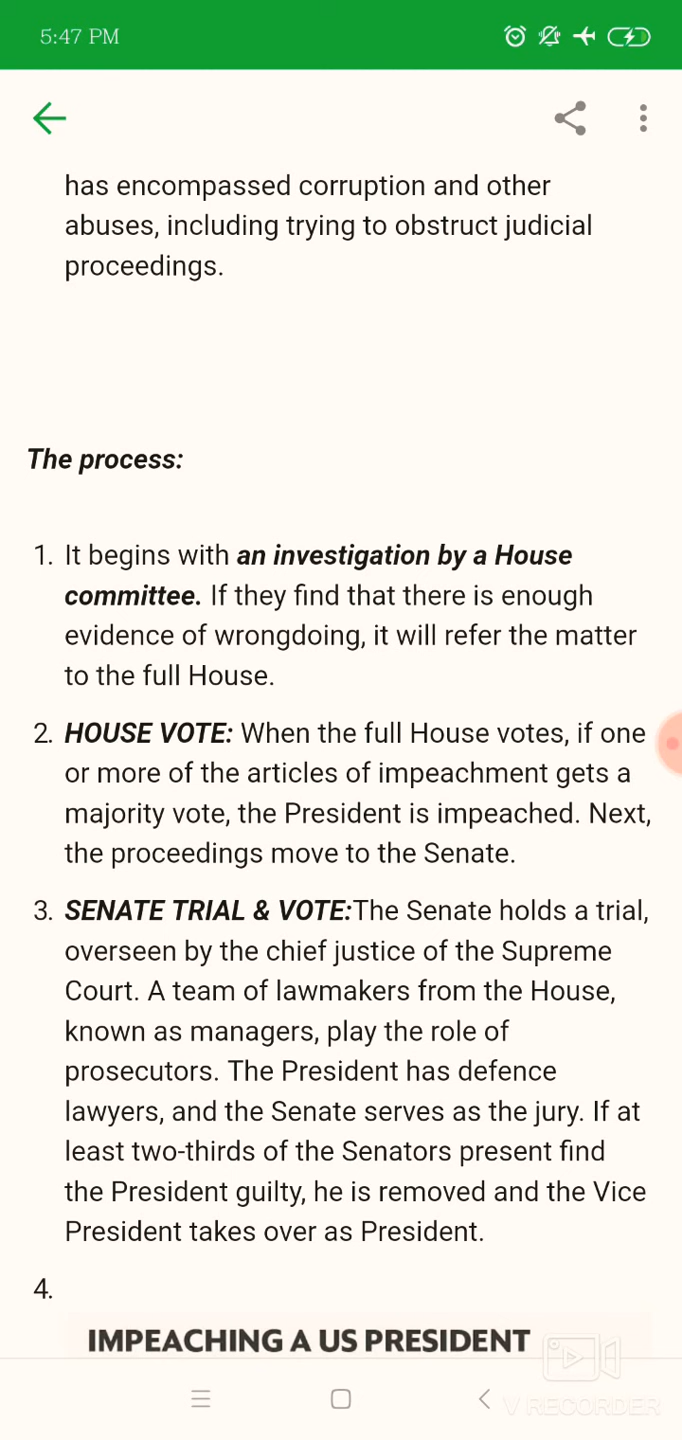 5:47 PM
has encompassed corruption and other
abuses, including trying to obstruct judicial
proceedings.
The process:
1. It begins with an investigation by a House
committee. If they find that there is enough
evidence of wrongdoing, it will refer the matter
to the full House.
2. HOUSE VOTE: When the full House votes, if one
or more of the articles of impeachment gets a
majority vote, the President is impeached. Next,
the proceedings move to the Senate.
3. SENATE TRIAL & VOTE:The Senate holds a trial,
overseen by the chief justice of the Supreme
Court. A team of lawmakers from the House,
known as managers, play the role of
prosecutors. The President has defence
lawyers, and the Senate serves as the jury. If at
least two-thirds of the Senators present find
the President guilty, he is removed and the Vice
President takes over as President.
4.
IMPEACHING A US PRESIDENT
V RECORDER